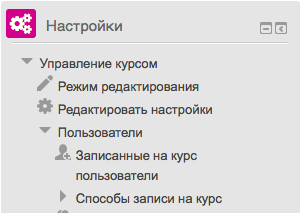 Настройки
Управление курсом
Режим редактирования
Редактировать настройки
Пользователи
Записанные на курс
пользователи
Способы записи на курс